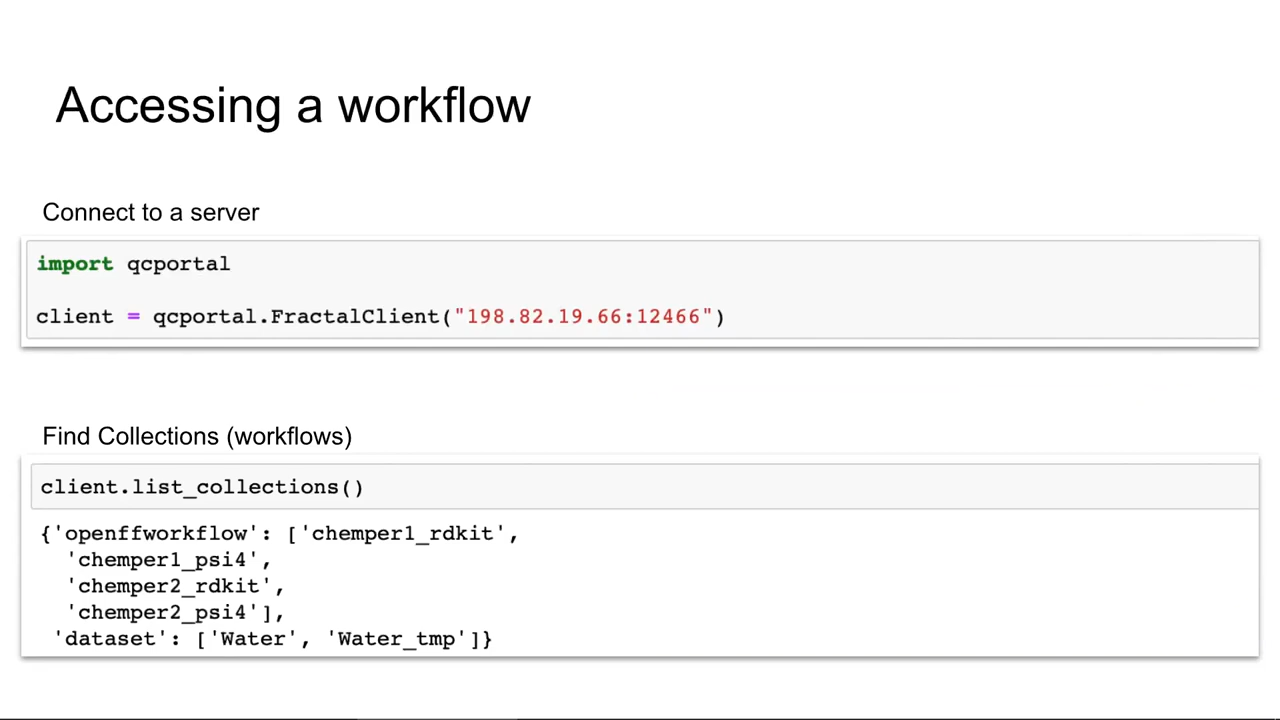 Accessing a workflow
Connect to a server
import qcportal
client = qcportal.FractalClient("198.82.19.66:12466")
Find Collections (workflows)
client.list_collections()
{'openffworkflow': ['chemper1_rdkit',
'chemper1_psi4',
'chemper2_rdkit',
'chemper2_psi4'],
'dataset': ['Water', 'Water_tmp']}